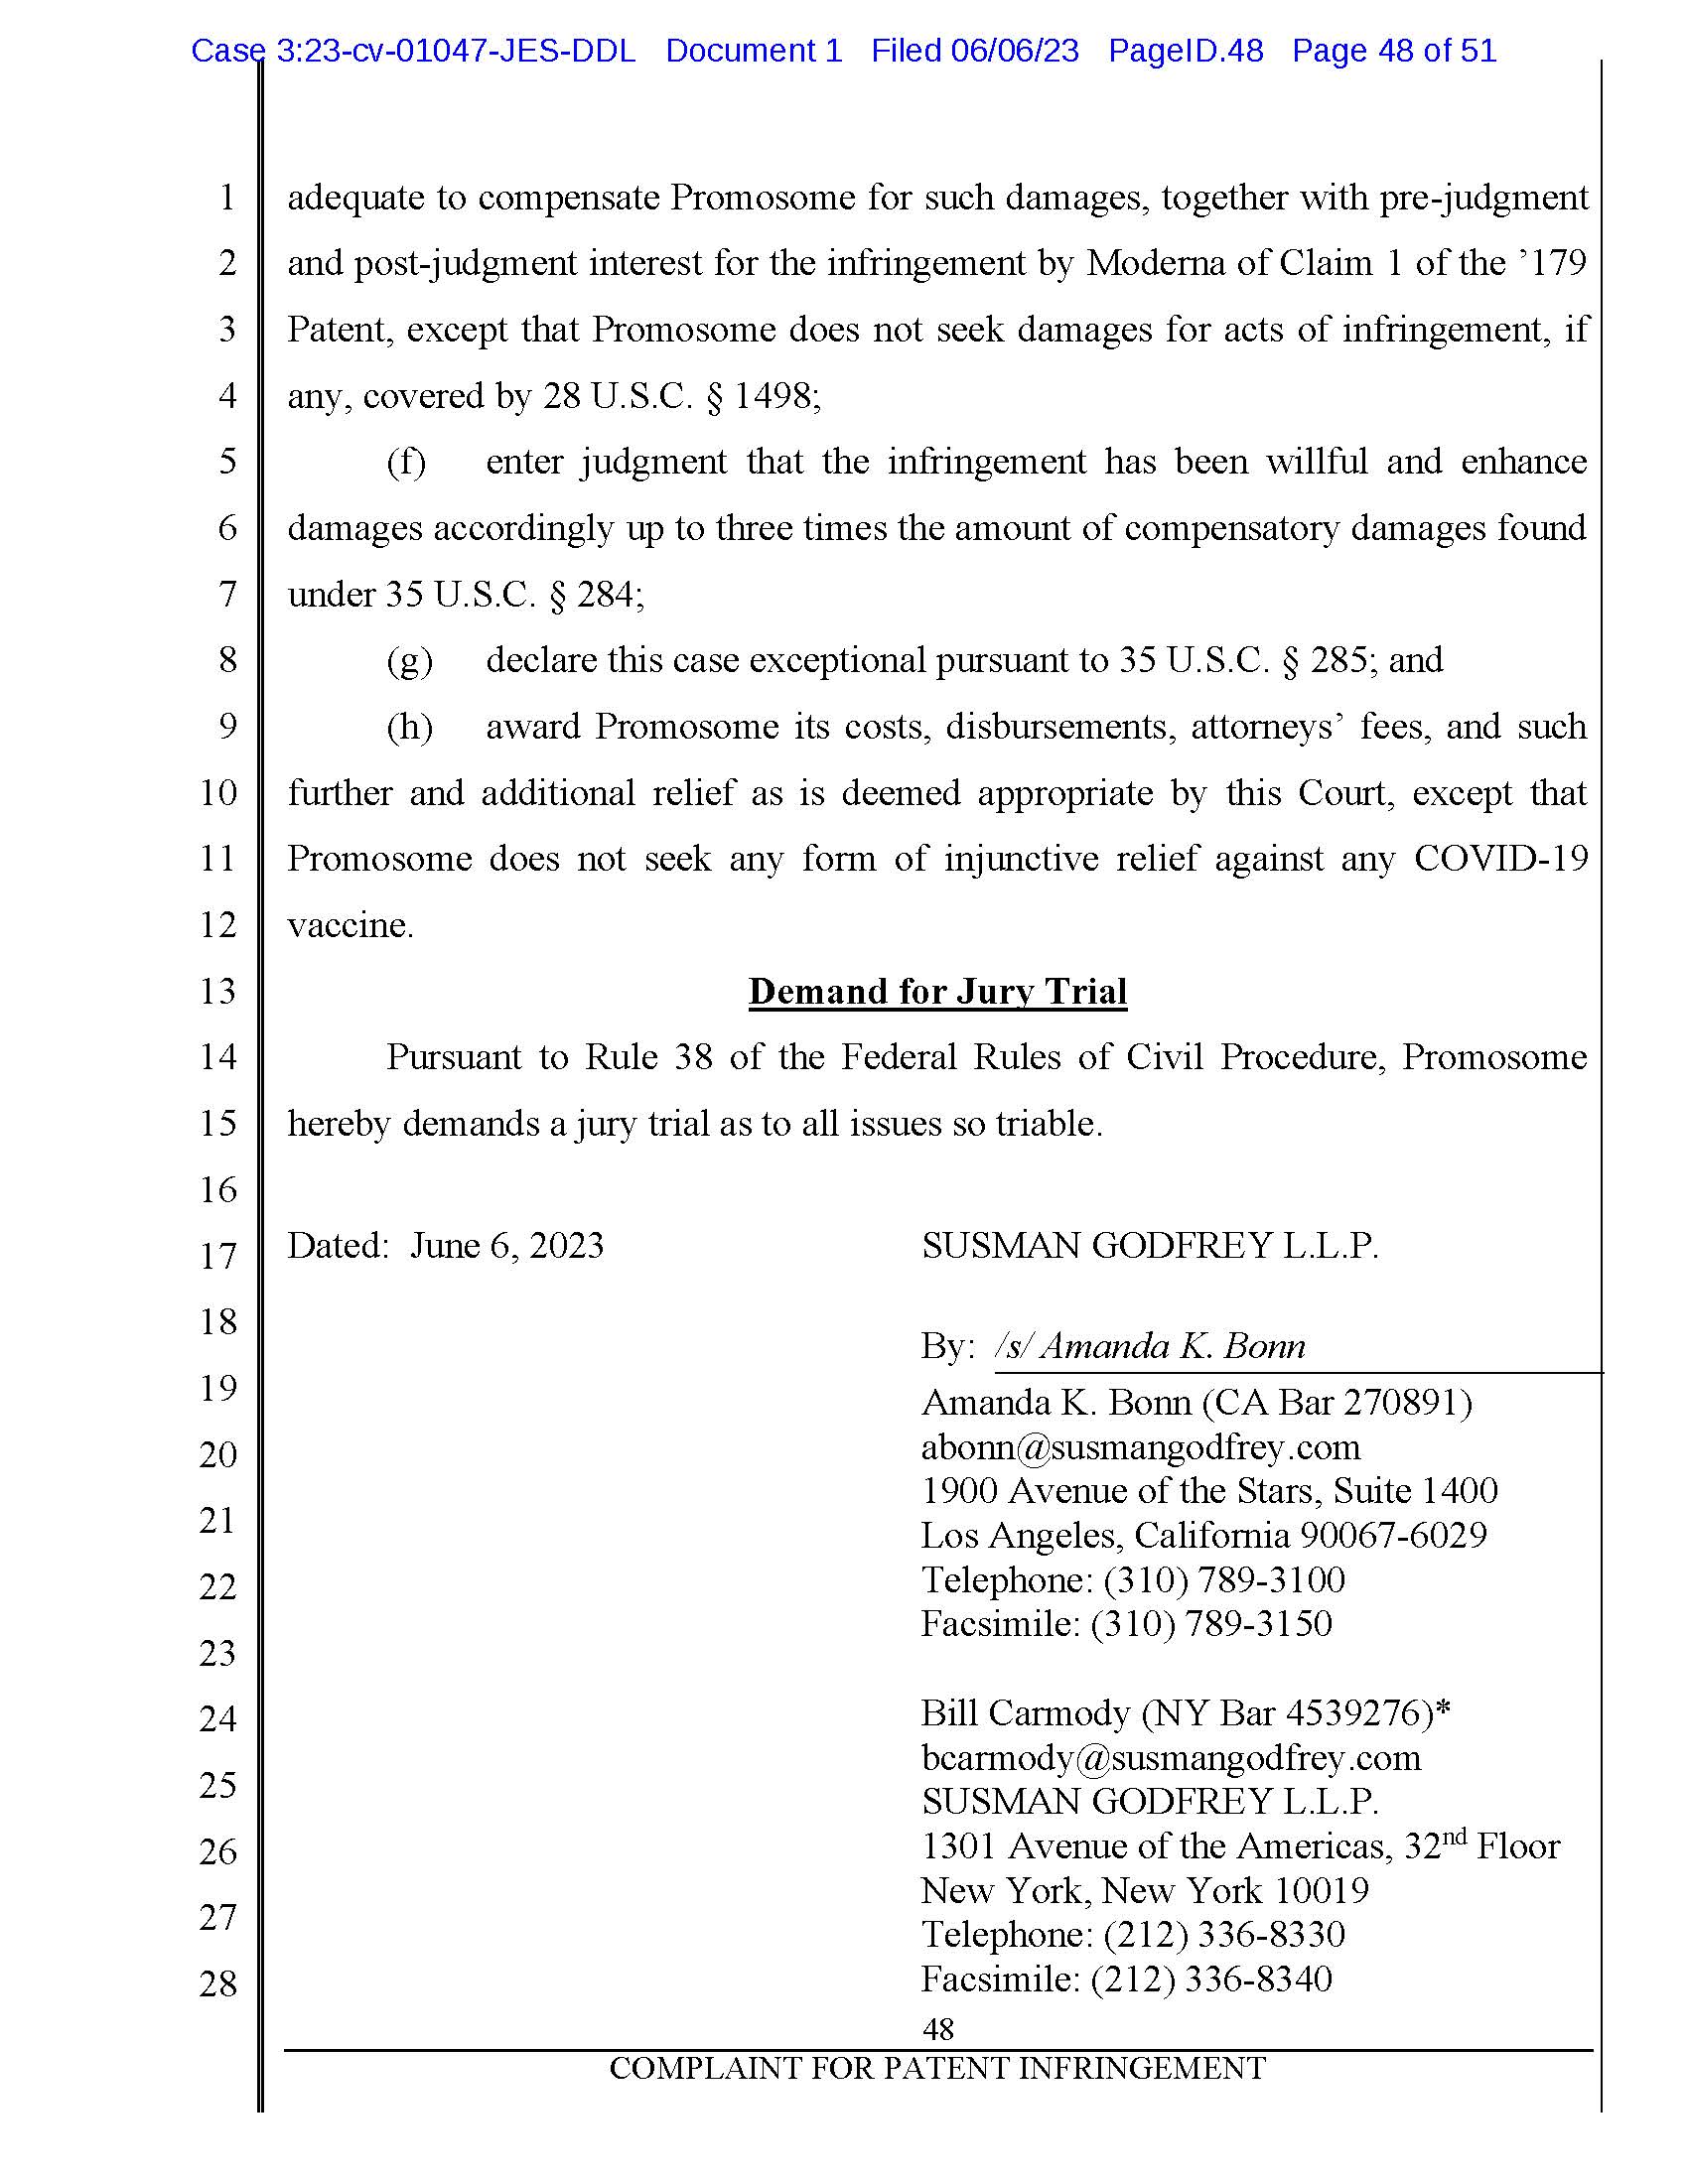 Case 3:23-cv-01047-JES-DDL Document 1 Filed 06/06/23 PageID.48 Page 48 of 51
1 adequate to compensate Promosome for such damages, together with pre-judgment
2 and post-judgment interest for the infringement by Moderna of Claim 1 of the ’179
3 Patent, except that Promosome does not seek damages for acts of infringement, if
4 any, covered by 28 U.S.C. § 1498;
5 (f) enter judgment that the infringement has been willful and enhance
6 damages accordingly up to three times the amount of compensatory damages found
7 under 35 U.S.C. § 284;
8 (g) declare this case exceptional pursuant to 35 U.S.C. § 285; and
9 (h) award Promosome its costs, disbursements, attorneys’ fees, and such
10 further and additional relief as is deemed appropriate by this Court, except that
11 Promosome does not seek any form of injunctive relief against any COVID-19
12 vaccine.
13 Demand for Jury Trial
14 Pursuant to Rule 38 of the Federal Rules of Civil Procedure, Promosome
15 hereby demands a jury trial as to all issues so triable.
16
17 Dated: June 6, 2023 SUSMAN GODFREY L.L.P.
18
By: /s/ Amanda K. Bonn
19
Amanda K. Bonn (CA Bar 270891)
20 abonn@susmangodfrey.com
1900 Avenue of the Stars, Suite 1400
21
Los Angeles, California 90067-6029
22 Telephone: (310) 789-3100
Facsimile: (310) 789-3150
23
24 Bill Carmody (NY Bar 4539276)*
bcarmody@susmangodfrey.com
25
SUSMAN GODFREY L.L.P.
26 1301 Avenue of the Americas, 32nd Floor
New York, New York 10019
27
Telephone: (212) 336-8330
28 Facsimile: (212) 336-8340
48
COMPLAINT FOR PATENT INFRINGEMENT